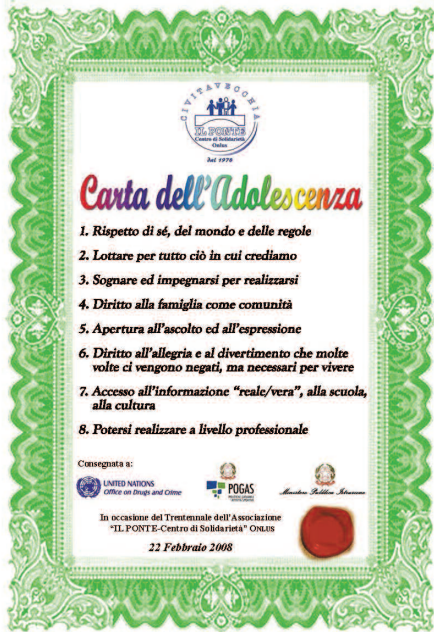 CIVITAVECCHIA
IL PONTE
Centro di Solidarietà
Onlus
dal 1978
Carta dell'Adolescenza
1. Rispetto di sé, del mondo e delle regole
2. Lottare per tutto ciò in cui crediamo
3. Sognare ed impegnarsi per realizzarsi
4. Diritto alla famiglia come comunità
5. Apertura all'ascolto ed all'espressione
6. Diritto all'allegria e al divertimento che molte
volte ci vengono negati, ma necessari per vivere
7. Accesso all'informazione "reale/vera", alla scuola,
alla cultura
8. Potersi realizzare a livello professionale
Consegnata a:
UNITED NATIONS
Office on Drugs and Crime
POGAS
Ministero Pubblica Istruzione
In occasione del Trentennale dell'Associazione
"IL PONTE-Centro di Solidarietà" ONLUS
22 Febbraio 2008